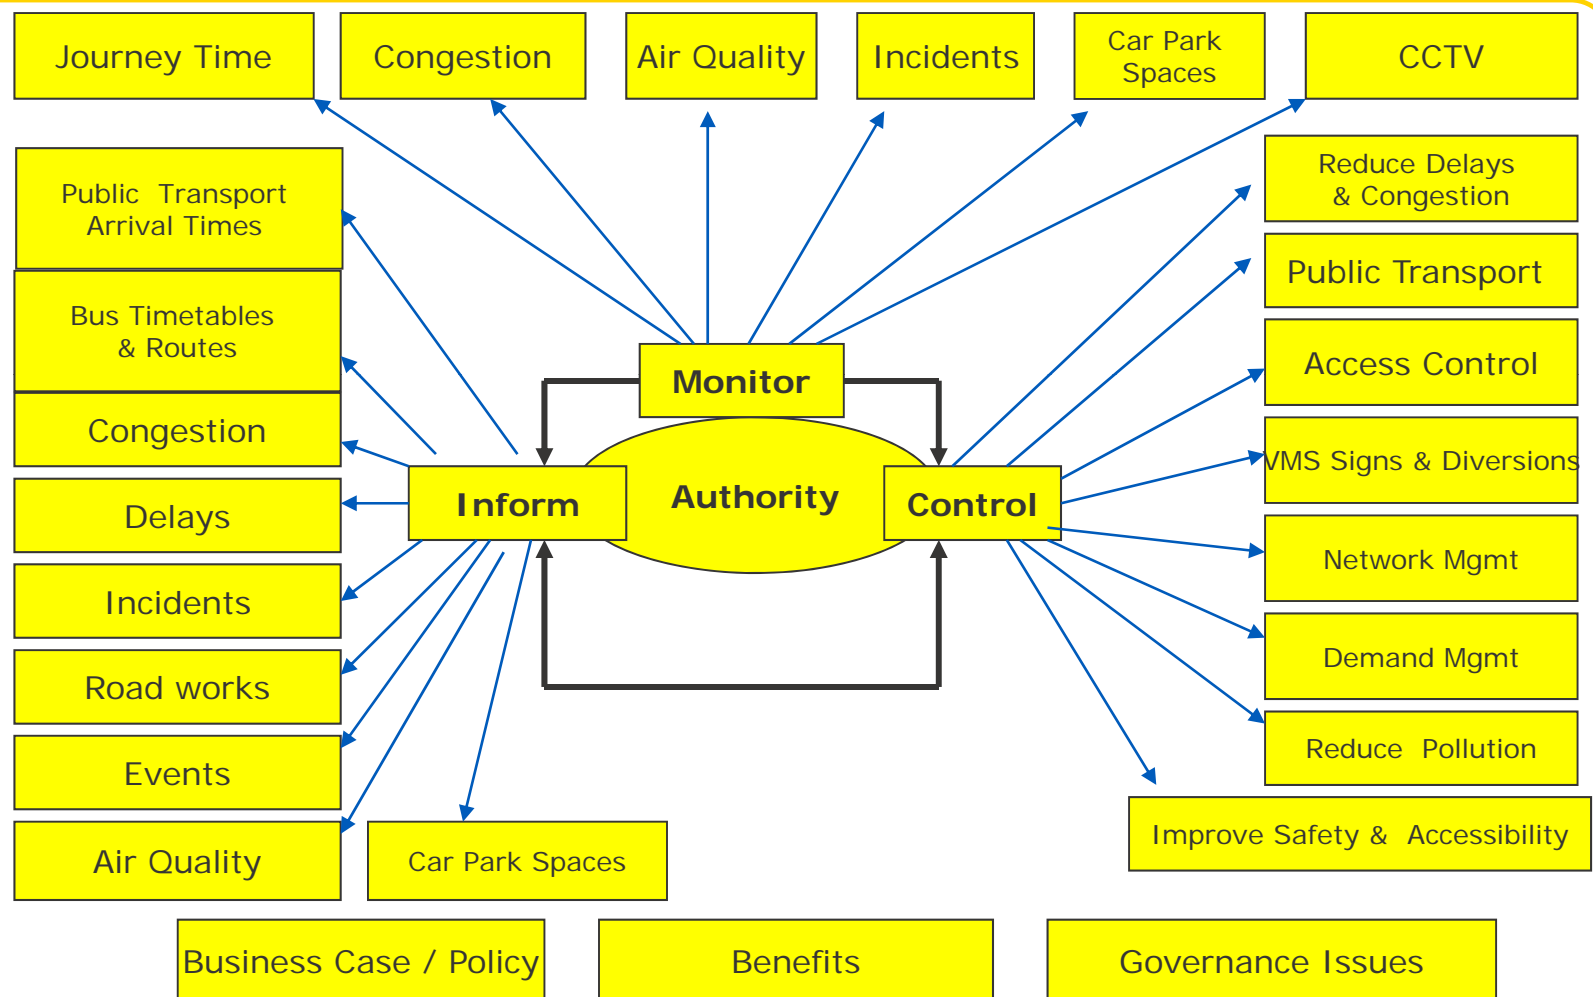 Journey Time
Congestion
Air Quality
Incidents
Car Park
Spaces
CCTV
Public Transport
Arrival Times
Reduce Delays
& Congestion
Public Transport
Bus Timetables
& Routes
Access Control
Monitor
Congestion
VMS Signs & Diversions
Inform
Authority
Control
Delays
Network Mgmt
Incidents
Demand Mgmt
Road works
Reduce Pollution
Events
Improve Safety & Accessibility
Air Quality
Car Park Spaces
Business Case / Policy
Benefits
Governance Issues